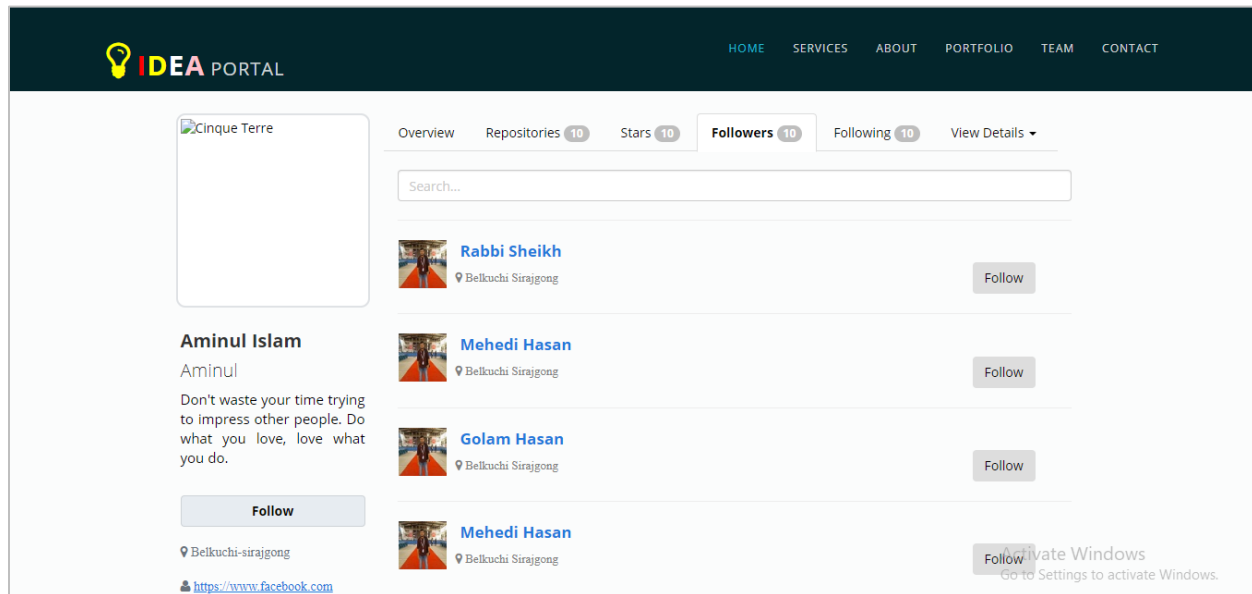 IDEA PORTAL
HOME SERVICES ABOUT PORTFOLIO TEAM CONTACT
Cinque Terre
Aminul Islam
Aminul
Don't waste your time trying
to impress other people. Do
what you love, love what
you do.
Follow
Belkuchi-sirajgong
https://www.facebook.com
Overview Repositories 10 Stars 10 Followers 10 Following 10 View Details
Search...
Rabbi Sheikh
Belkuchi Sirajgong
Follow
Mehedi Hasan
Belkuchi Sirajgong
Follow
Golam Hasan
Belkuchi Sirajgong
Follow
Mehedi Hasan
Belkuchi Sirajgong
Follow
Activate Windows
Go to Settings to activate Windows.